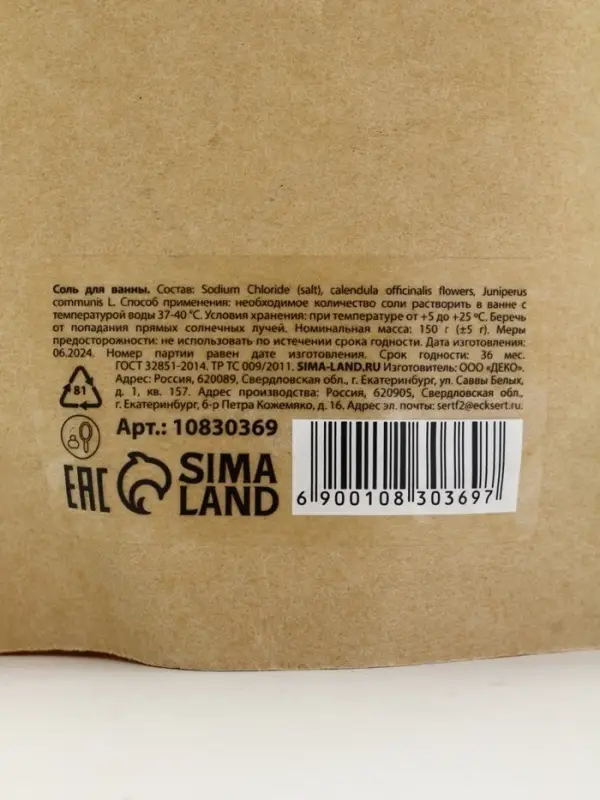 Соль для ванны. Состав: Sodium Chloride (salt), calendula officinalis flowers, Juniperus
communis L. Способ применения: необходимое количество соли растворить в ванне с
температурой воды 37-40 °С. Условия хранения: при температуре от +5 до +25 ºС. Беречь
от попадания прямых солнечных лучей. Номинальная масса: 150 г (±5 г). Меры
предосторожности: не использовать по истечении срока годности. Дата изготовления:
06.2024. Номер партии равен дате изготовления. Срок годности: 36 мес.
ГОСТ 32851-2014. ТР ТС 009/2011. SIMA-LAND.RU Изготовитель: ООО «ДЕКО».
Адрес: Россия, 620089, Свердловская обл., г. Екатеринбург, ул. Саввы Белых,
д. 1, кв. 157. Адрес производства: Россия, 620905, Свердловская обл.,
г. Екатеринбург, б-р Петра Кожемяко, д. 16. Адрес эл. почты: sertf2@ecksert.ru.
81
Арт.: 10830369
EAC
SIMA
LAND
6 900108 303697